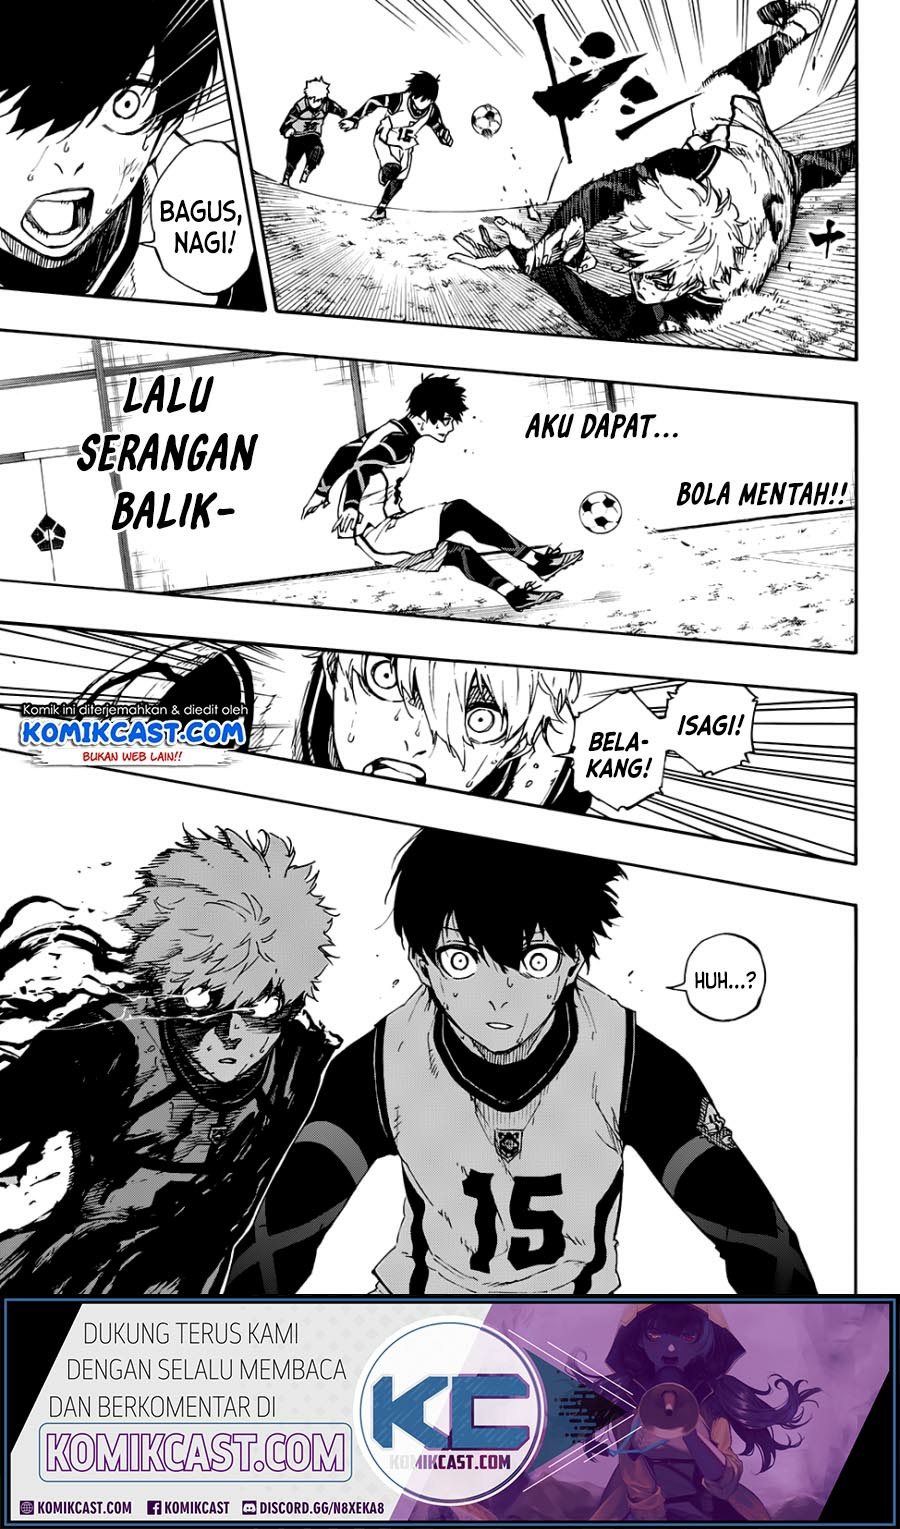 BAGUS,
NAGI!
15
LALU
SERANGAN
BALIK-
AKU DAPAT...
BOLA MENTAH!!
Komik ini diterjemahkan & diedit oleh
KOMIKCAST.COM
BUKAN WEB LAIN!!
ISAGI!
BELA-
KANG!
HUH...?
15
DUKUNG TERUS KAMI
DENGAN SELALU MEMBACA
DAN BERKOMENTAR DI
KOMIKCAST.COM
KC
KOMIKCAST.COM
KOMIKCAST.COM
KOMIKCAST
DISCORD.GG/N8XEKA8